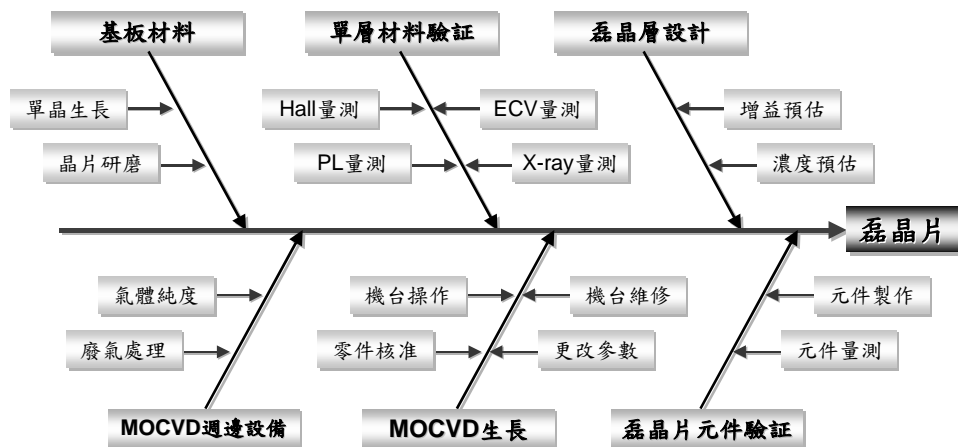 基板材料
單層材料驗証
磊晶層設計
單晶生長
Hall量測
ECV量測
增益預估
晶片研磨
PL量測
X-ray量測
濃度預估
磊晶片
氣體純度
機台操作
機台維修
元件製作
廢氣處理
零件核准
更改參數
元件量測
MOCVD週邊設備
MOCVD生長
磊晶片元件驗証